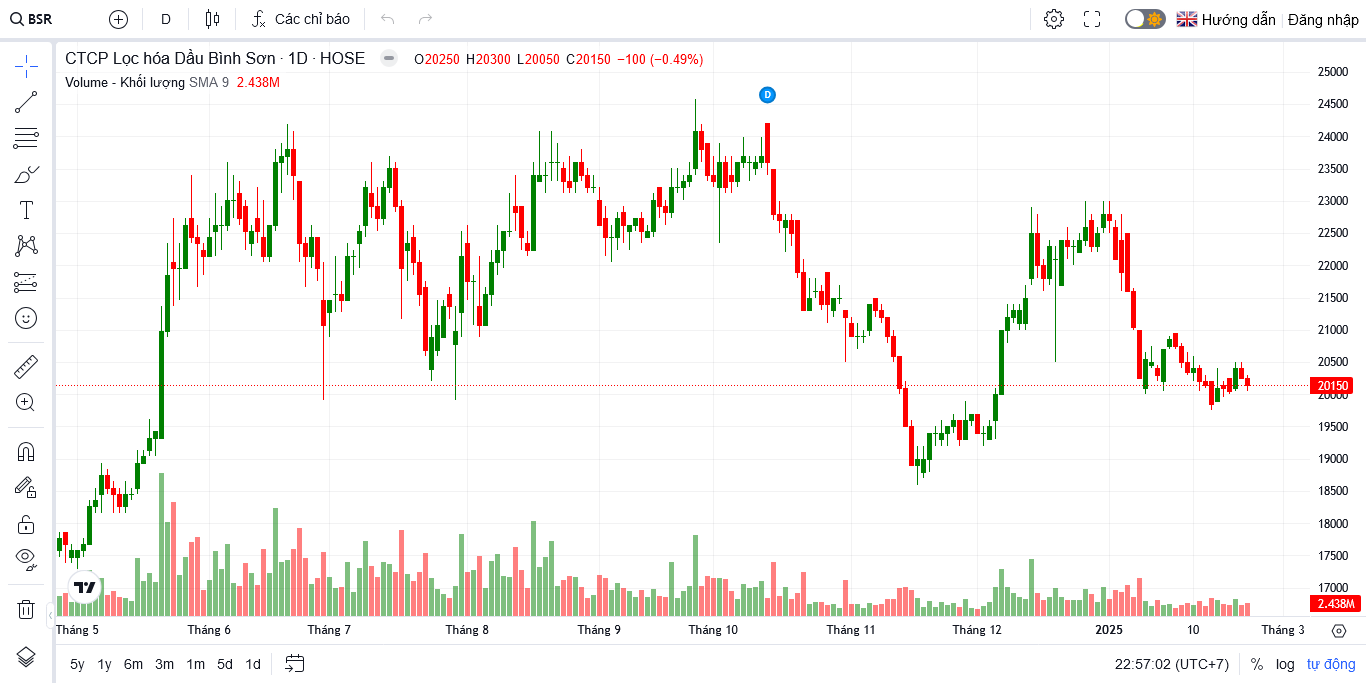 BSR D Các chỉ báo Hướng dẫn Đăng nhập
CTCP Lọc hóa Dầu Bình Sơn · 1D · HOSE O20250 H20300 L20050 C20150 −100 (−0.49%)
Volume - Khối lượng SMA 9 2.438M
D
25000
24500
24000
23500
23000
22500
22000
21500
21000
20500
20150
20000
19500
19000
18500
18000
17500
17000
2.438M
Tháng 5 Tháng 6 Tháng 7 Tháng 8 Tháng 9 Tháng 10 Tháng 11 Tháng 12 2025 10 Tháng 3
5y 1y 6m 3m 1m 5d 1d 22:57:02 (UTC+7) % log tự động